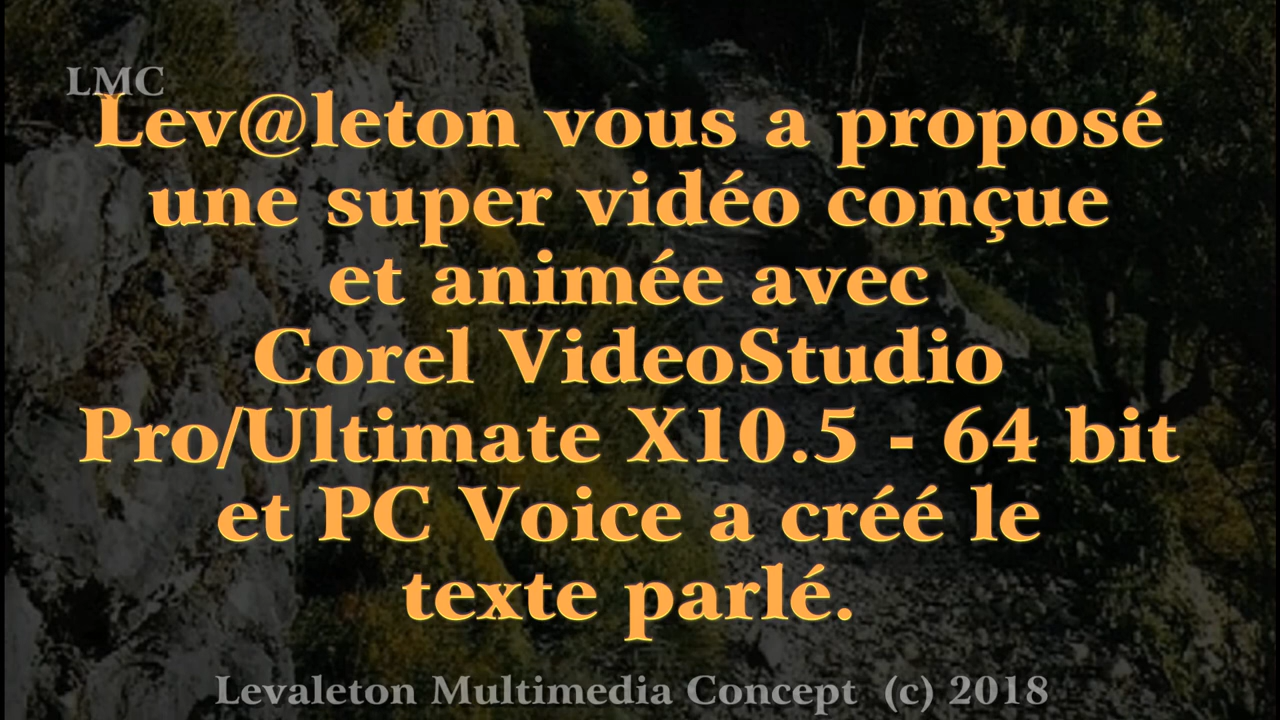 LMC
Lev@leton vous a proposé
une super vidéo conçue
et animée avec
Corel VideoStudio
Pro/Ultimate X10.5 - 64 bit
et PC Voice a créé le
texte parlé.
Levaleton Multimedia Concept (c) 2018